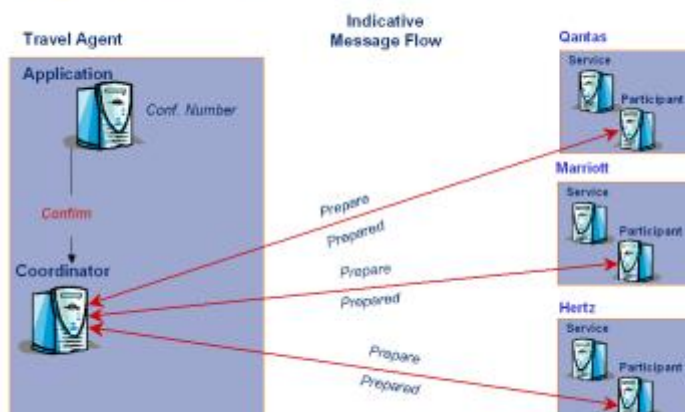 Indicative
Message Flow
Travel Agent
Application
Conf. Number
Confirm
Coordinator
Prepare
Prepared
Prepare
Prepared
Prepare
Prepared
Qantas
Service
Participant
Marriott
Service
Participant
Hertz
Service
Participant